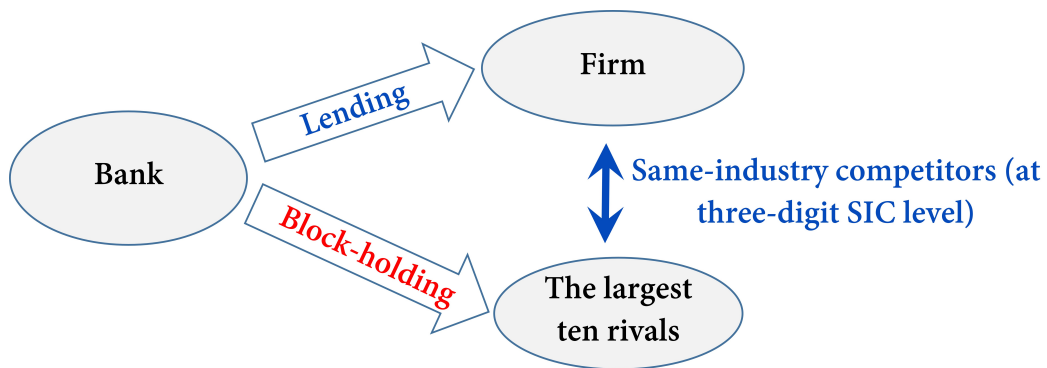 Firm
Lending
Bank
Same-industry competitors (at
three-digit SIC level)
Block-holding
The largest
ten rivals